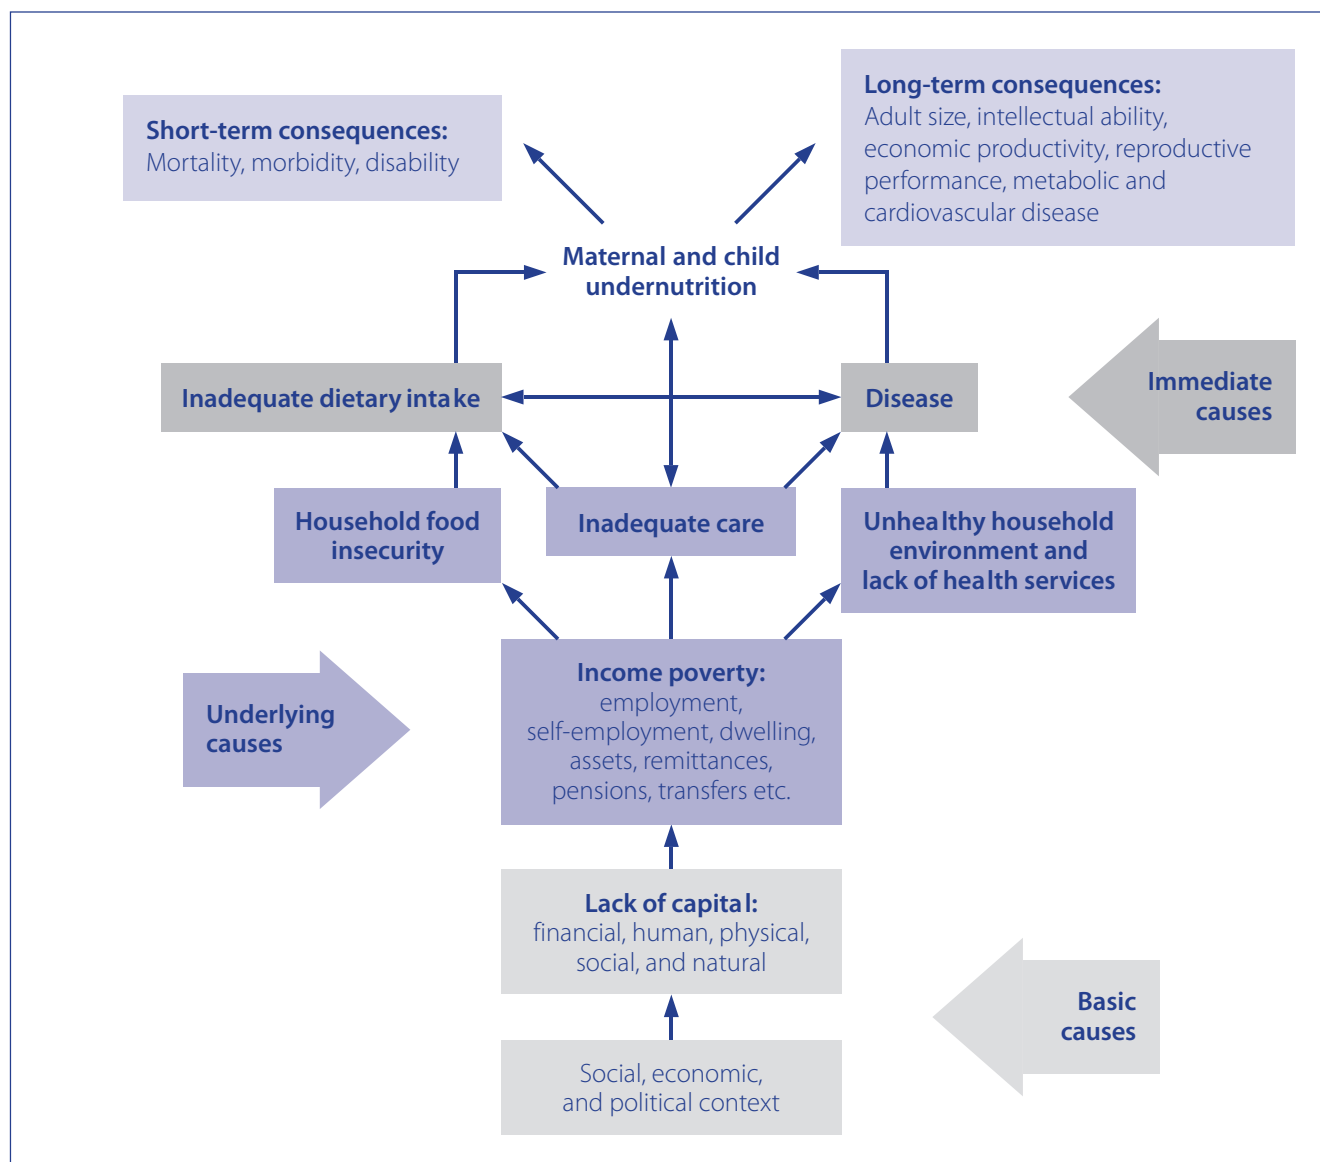 Short-term consequences:
Mortality, morbidity, disability
Long-term consequences:
Adult size, intellectual ability,
economic productivity, reproductive
performance, metabolic and
cardiovascular disease
Maternal and child
undernutrition
Inadequate dietary intake
Disease
Immediate
causes
Household food
insecurity
Inadequate care
Unhealthy household
environment and
lack of health services
Underlying
causes
Income poverty:
employment,
self-employment, dwelling,
assets, remittances,
pensions, transfers etc.
Lack of capital:
financial, human, physical,
social, and natural
Basic
causes
Social, economic,
and political context